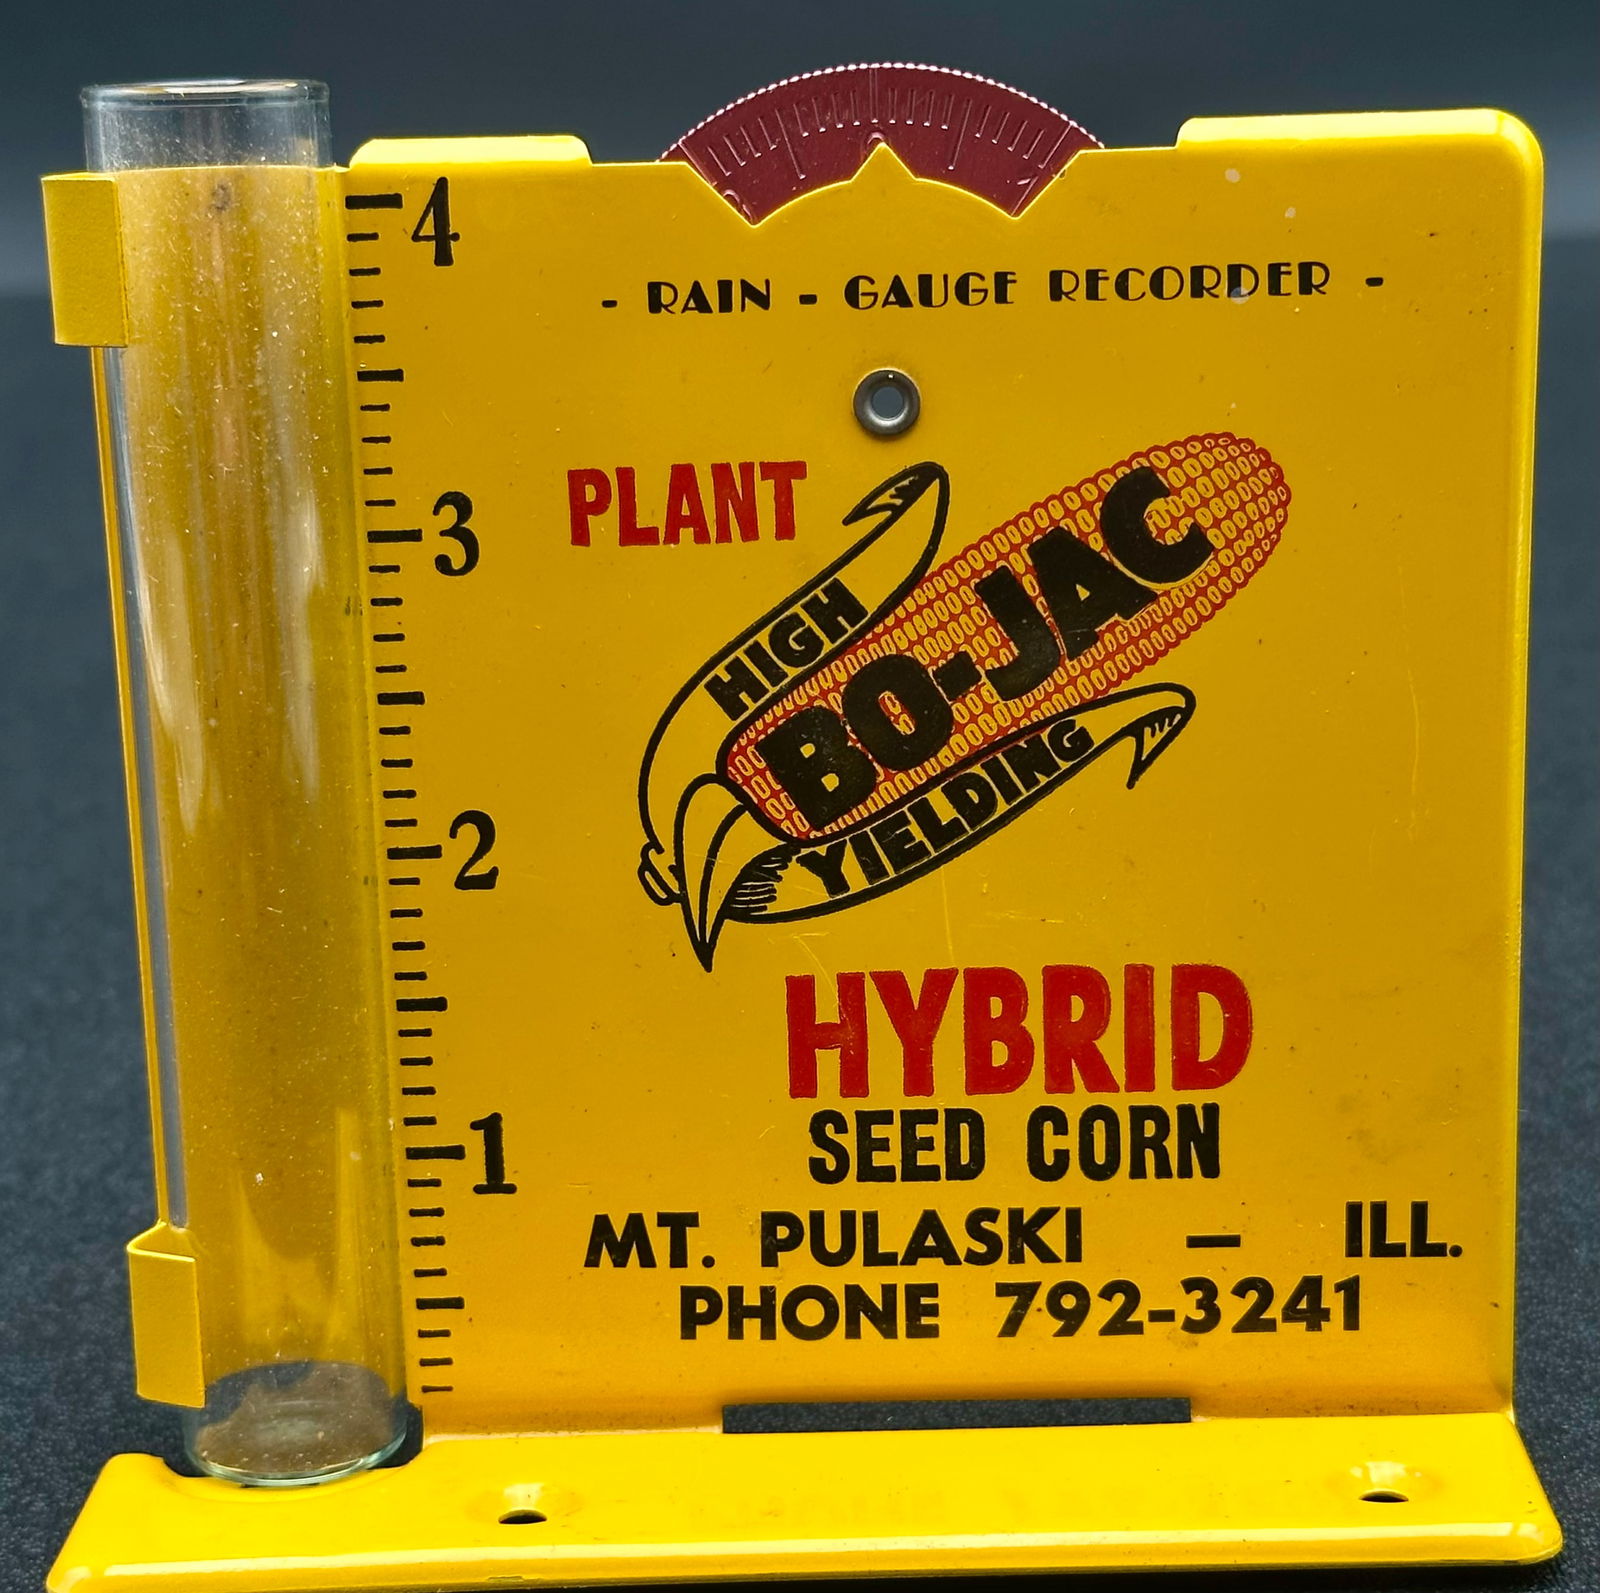 4
3
2
1
- RAIN - GAUGE RECORDER -
PLANT
HIGH
BO-JAC
YIELDING
HYBRID
SEED CORN
MT. PULASKI — ILL.
PHONE 792-3241